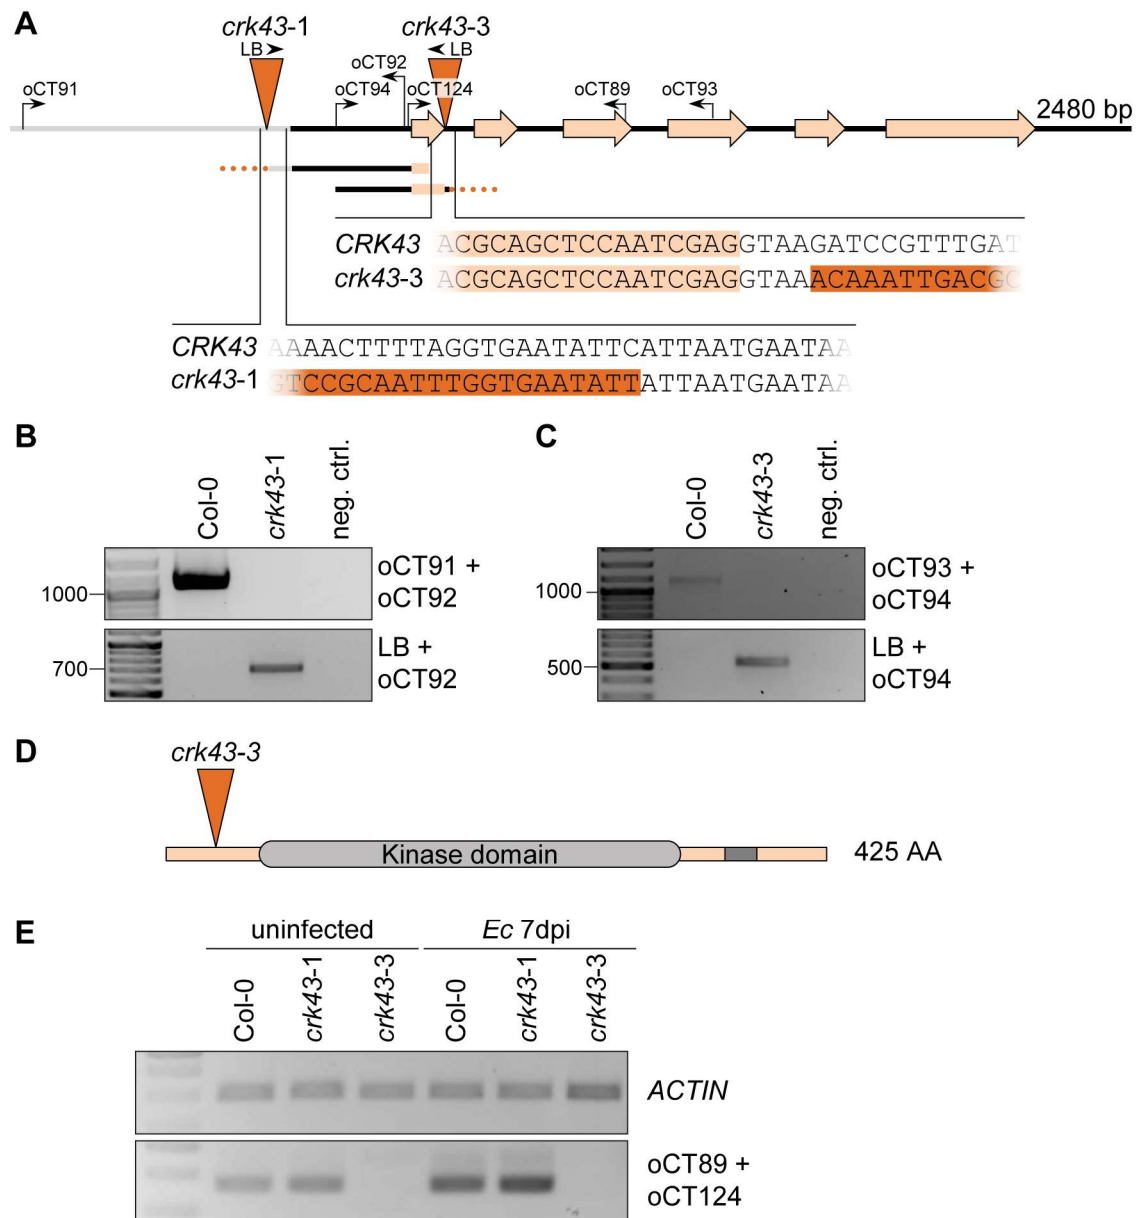 A
crk43-1
crk43-3
LB
LB
oCT91
oCT92
oCT94
oCT124
oCT89
oCT93
2480 bp
CRK43 ACGCAGCTCCAATCGAGGTAAGATCCGTTTGAT
crk43-3 ACGCAGCTCCAATCGAGGTAAACAAATTGACGC
CRK43 AAAACTTTTAGGTGAATATTCATTAATGAATAA
crk43-1 GTCCGCAATTTGGTGAATATTATTAATGAATAA
B
Col-0
crk43-1
neg. ctrl.
1000
oCT91 +
oCT92
700
LB +
oCT92
C
Col-0
crk43-3
neg. ctrl.
1000
oCT93 +
oCT94
500
LB +
oCT94
D
crk43-3
Kinase domain
425 AA
E
uninfected
Ec 7dpi
Col-0
crk43-1
crk43-3
Col-0
crk43-1
crk43-3
ACTIN
oCT89 +
oCT124